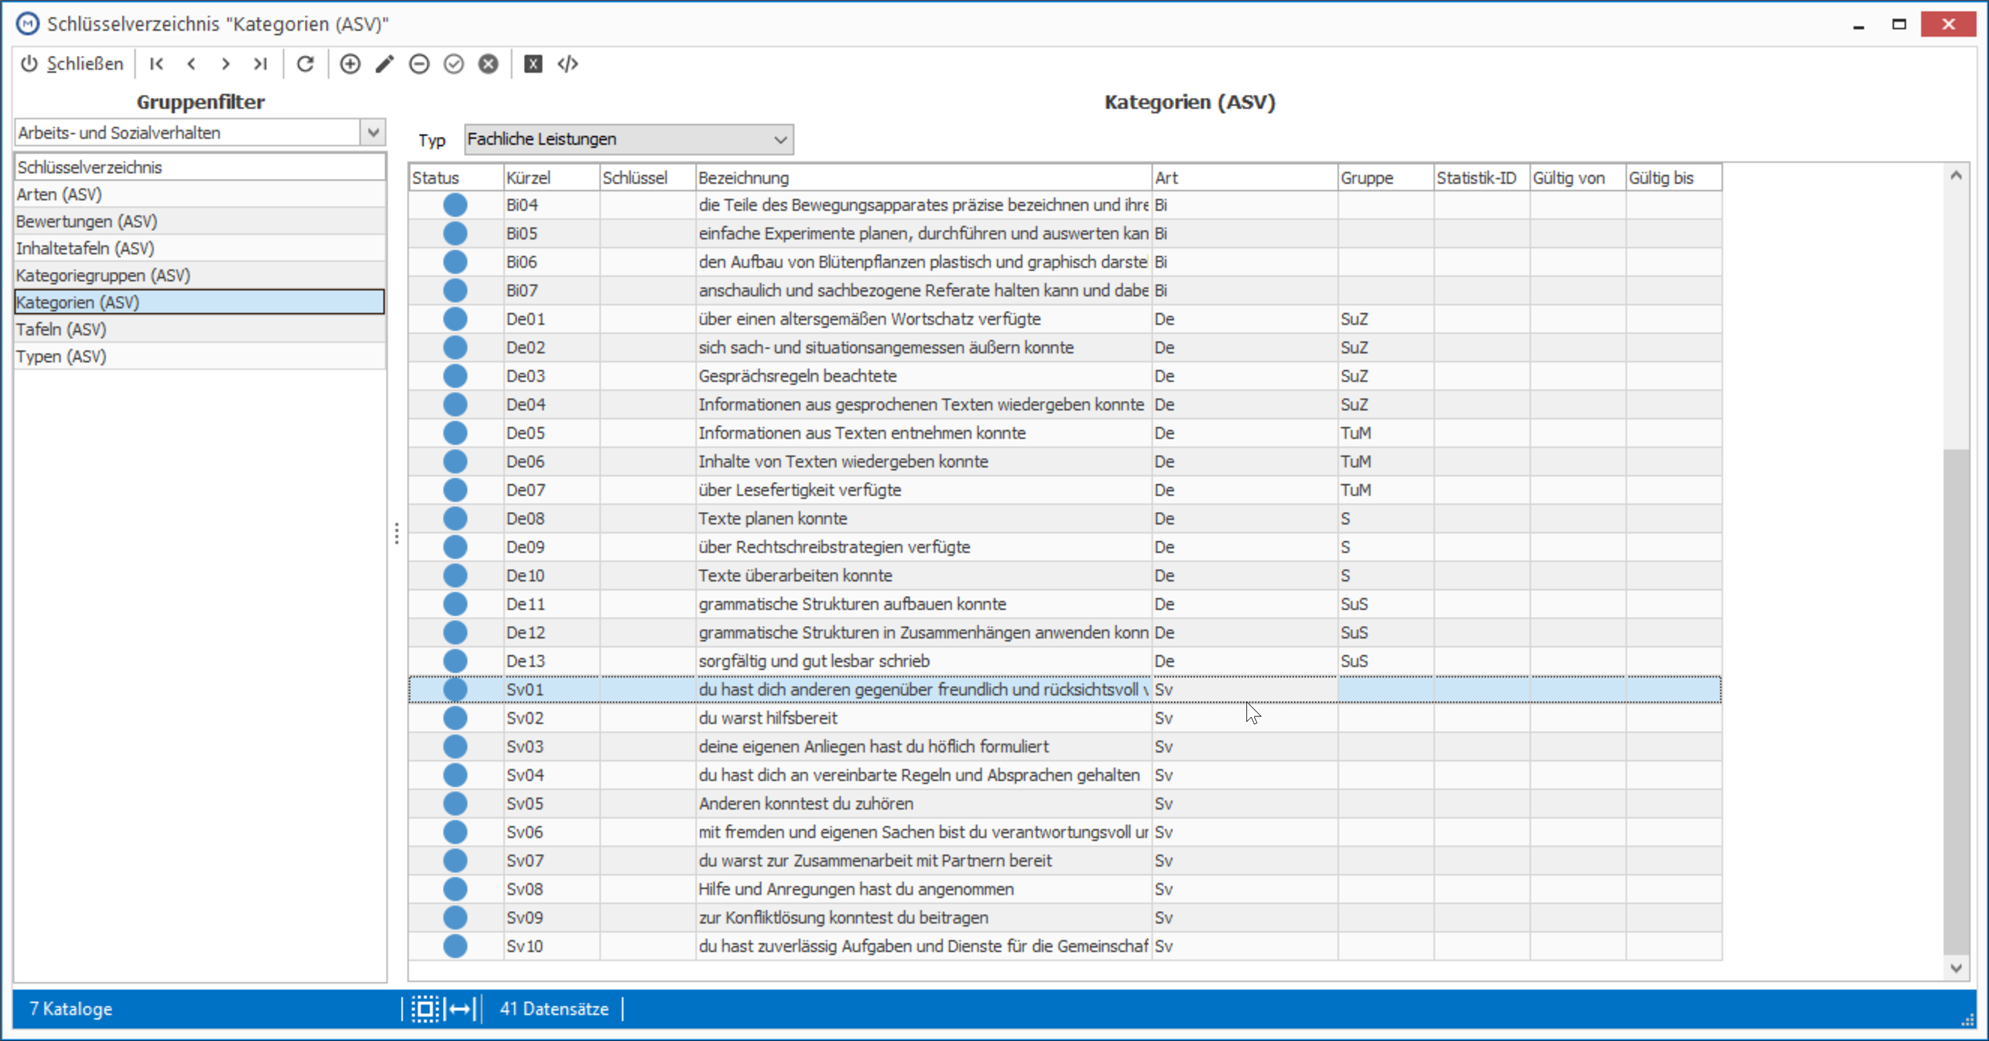 Schlüsselverzeichnis "Kategorien (ASV)"
Schließen
Gruppenfilter
Arbeits- und Sozialverhalten
Schlüsselverzeichnis
Arten (ASV)
Bewertungen (ASV)
Inhaltetafeln (ASV)
Kategoriegruppen (ASV)
Kategorien (ASV)
Tafeln (ASV)
Typen (ASV)
Kategorien (ASV)
Typ Fachliche Leistungen
Status Kürzel Schlüssel Bezeichnung Art Gruppe Statistik-ID Gültig von Gültig bis
Bi04 die Teile des Bewegungsapparates präzise bezeichnen und ihre Bi
Bi05 einfache Experimente planen, durchführen und auswerten kan Bi
Bi06 den Aufbau von Blütenpflanzen plastisch und graphisch darste Bi
Bi07 anschaulich und sachbezogene Referate halten kann und dabe Bi
De01 über einen altersgemäßen Wortschatz verfügte De SuZ
De02 sich sach- und situationsangemessen äußern konnte De SuZ
De03 Gesprächsregeln beachtete De SuZ
De04 Informationen aus gesprochenen Texten wiedergeben konnte De SuZ
De05 Informationen aus Texten entnehmen konnte De TuM
De06 Inhalte von Texten wiedergeben konnte De TuM
De07 über Lesefertigkeit verfügte De TuM
De08 Texte planen konnte De S
De09 über Rechtschreibstrategien verfügte De S
De10 Texte überarbeiten konnte De S
De11 grammatische Strukturen aufbauen konnte De SuS
De12 grammatische Strukturen in Zusammenhängen anwenden konn De SuS
De13 sorgfältig und gut lesbar schrieb De SuS
Sv01 du hast dich anderen gegenüber freundlich und rücksichtsvoll v Sv
Sv02 du warst hilfsbereit Sv
Sv03 deine eigenen Anliegen hast du höflich formuliert Sv
Sv04 du hast dich an vereinbarte Regeln und Absprachen gehalten Sv
Sv05 Anderen konntest du zuhören Sv
Sv06 mit fremden und eigenen Sachen bist du verantwortungsvoll ur Sv
Sv07 du warst zur Zusammenarbeit mit Partnern bereit Sv
Sv08 Hilfe und Anregungen hast du angenommen Sv
Sv09 zur Konfliktlösung konntest du beitragen Sv
Sv10 du hast zuverlässig Aufgaben und Dienste für die Gemeinschaf Sv
7 Kataloge 41 Datensätze